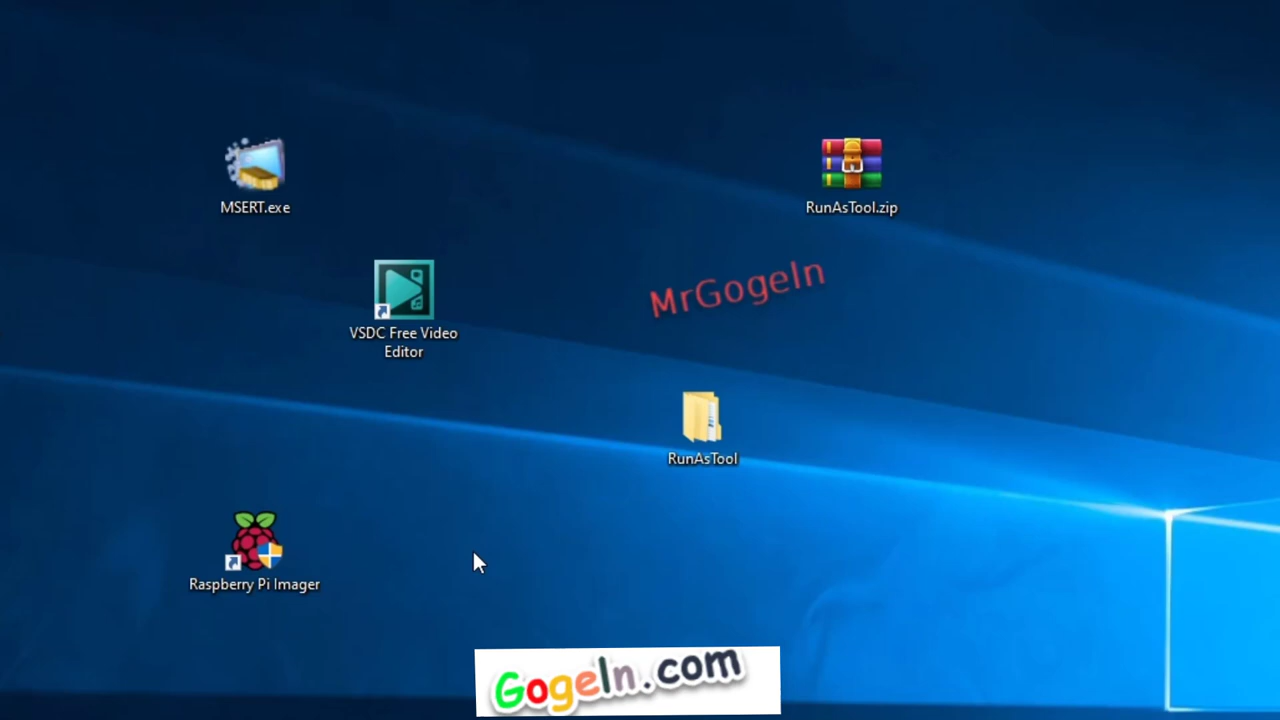 MSERT.exe
RunAsTool.zip
MrGogeIn
VSDC Free Video
Editor
RunAsTool
Raspberry Pi Imager
GogeIn.com